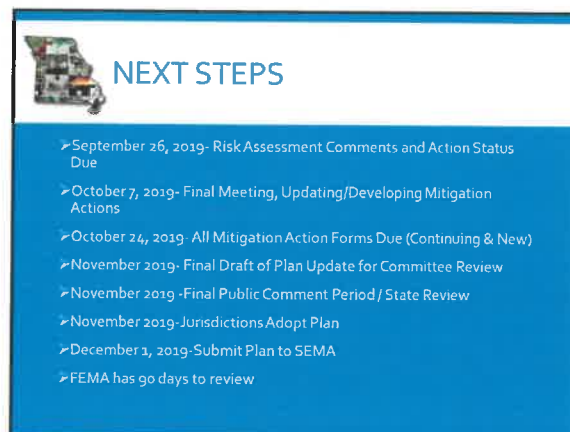 NEXT STEPS
➢September 26, 2019- Risk Assessment Comments and Action Status
Due
➢October 7, 2019- Final Meeting, Updating/Developing Mitigation
Actions
➢October 24, 2019- All Mitigation Action Forms Due (Continuing & New)
➢November 2019- Final Draft of Plan Update for Committee Review
➢November 2019 -Final Public Comment Period / State Review
➢November 2019-Jurisdictions Adopt Plan
➢December 1, 2019-Submit Plan to SEMA
➢FEMA has 90 days to review